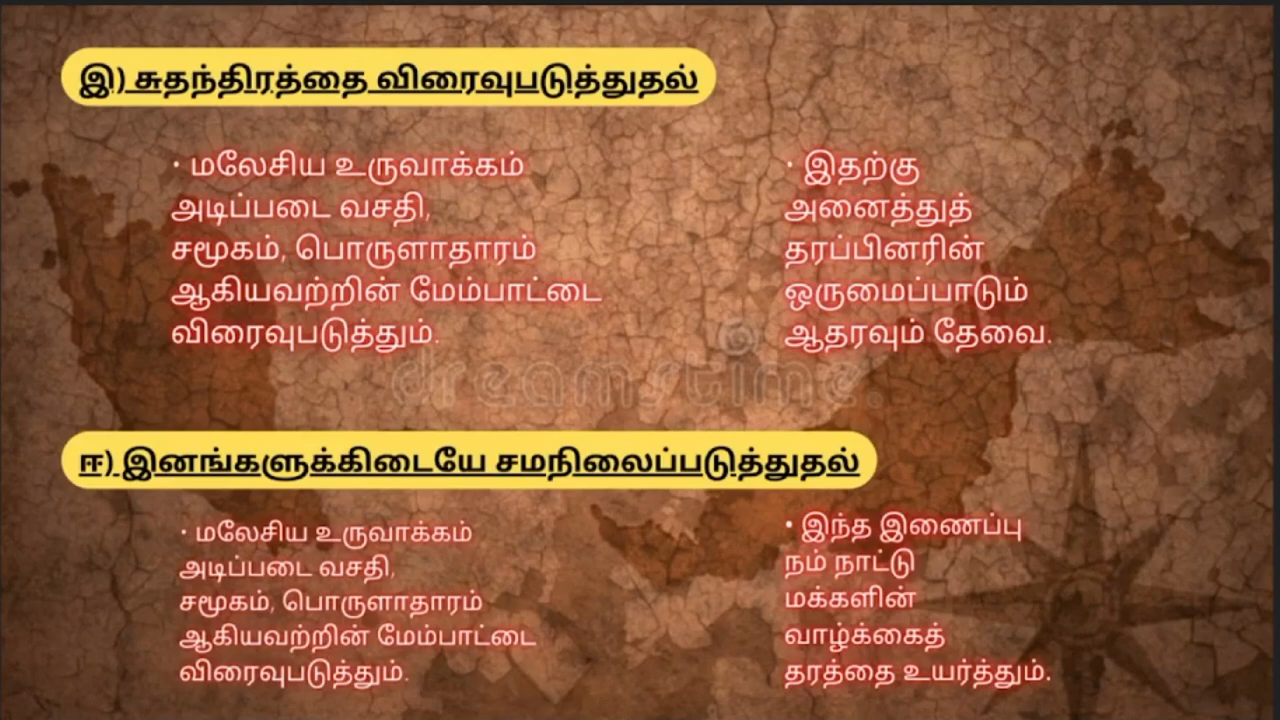 இ) சுதந்திரத்தை விரைவுபடுத்துதல்
· மலேசிய உருவாக்கம்
அடிப்படை வசதி,
சமூகம், பொருளாதாரம்
ஆகியவற்றின் மேம்பாட்டை
விரைவுபடுத்தும்.
· இதற்கு
அனைத்துத்
தரப்பினரின்
ஒருமைப்பாடும்
ஆதரவும் தேவை.
dreamstime.
ஈ) இனங்களுக்கிடையே சமநிலைப்படுத்துதல்
· மலேசிய உருவாக்கம்
அடிப்படை வசதி,
சமூகம், பொருளாதாரம்
ஆகியவற்றின் மேம்பாட்டை
விரைவுபடுத்தும்.
• இந்த இணைப்பு
நம் நாட்டு
மக்களின்
வாழ்க்கைத்
தரத்தை உயர்த்தும்.